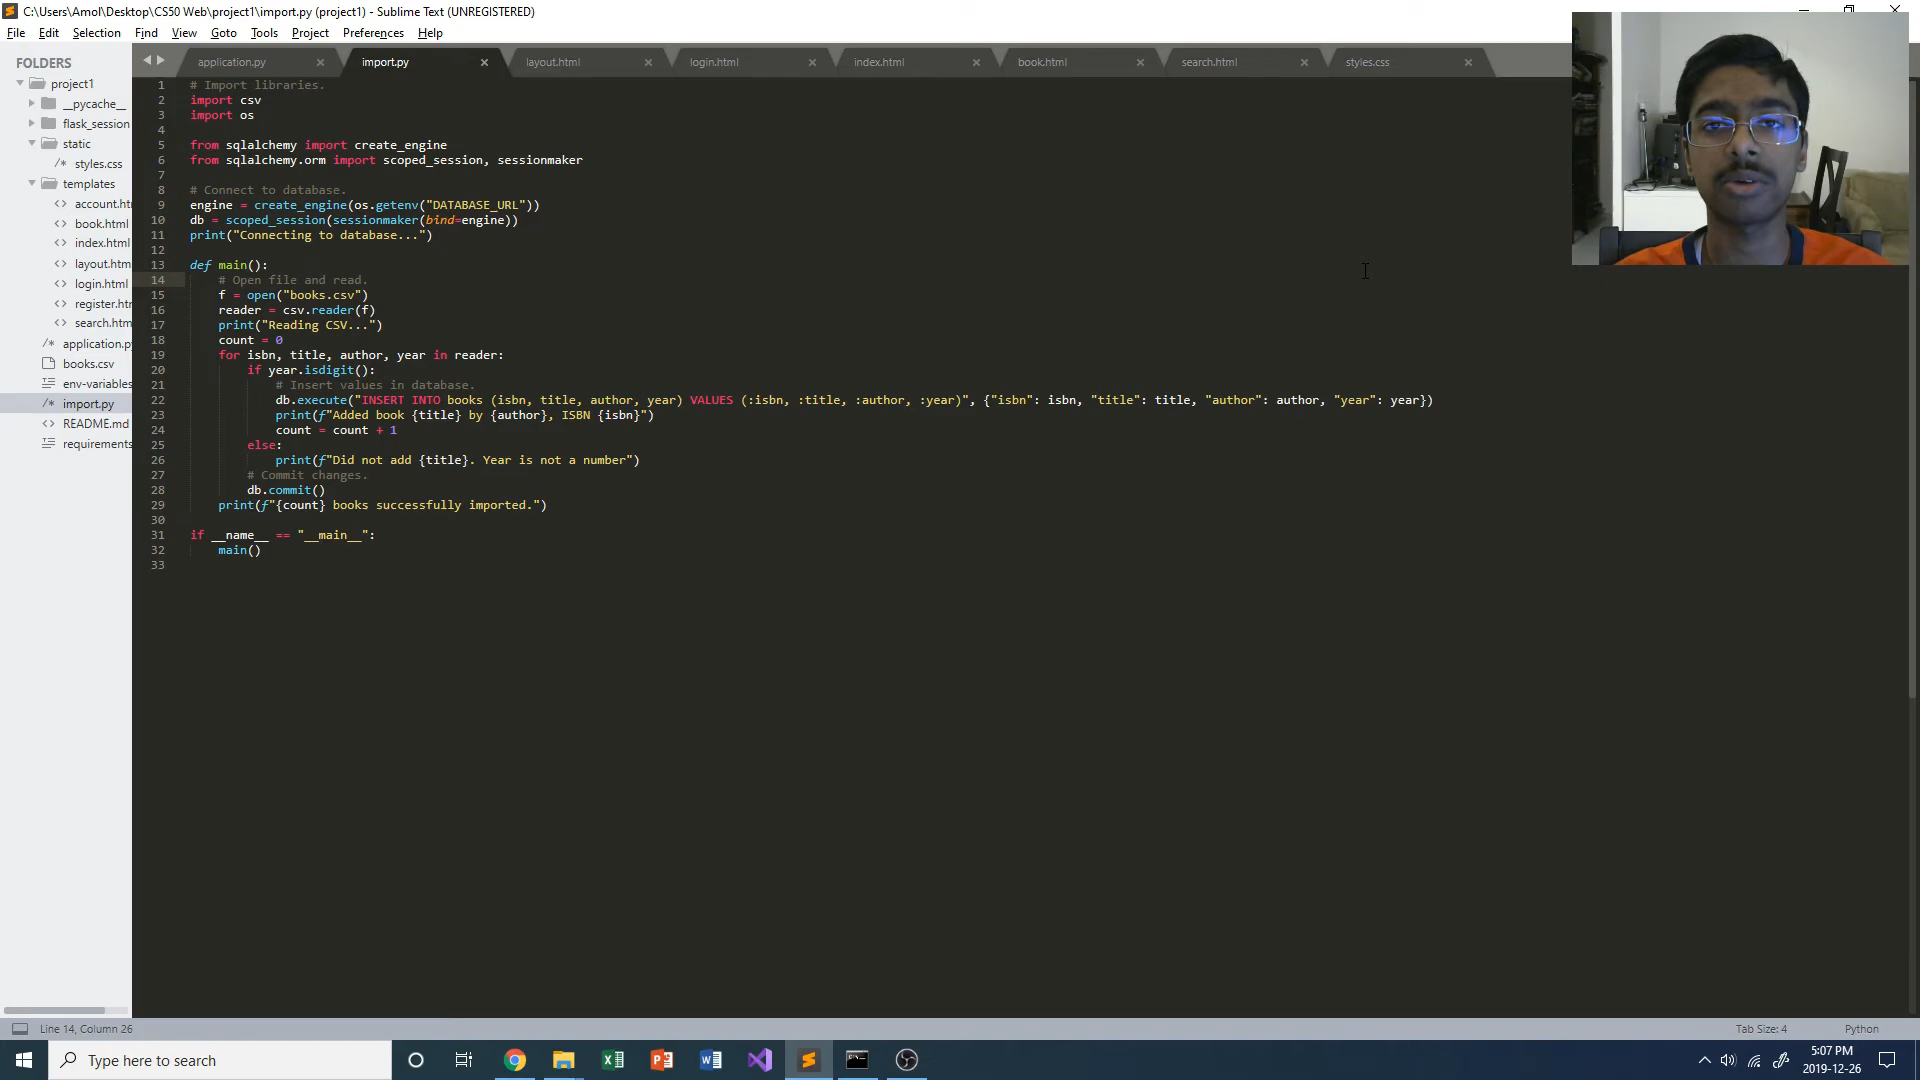 C:\Users\Amol\Desktop\CS50 Web\project1\import.py (project1) - Sublime Text (UNREGISTERED)
File Edit Selection Find View Goto Tools Project Preferences Help
FOLDERS
project1
__pycache__
flask_session
static
styles.css
templates
account.htm
book.html
index.html
layout.htm
login.html
register.htm
search.htm
application.py
books.csv
env-variables
import.py
README.md
requirements
application.py import.py layout.html login.html index.html book.html search.html styles.css
1 # Import libraries.
2 import csv
3 import os
4
5 from sqlalchemy import create_engine
6 from sqlalchemy.orm import scoped_session, sessionmaker
7
8 # Connect to database.
9 engine = create_engine(os.getenv("DATABASE_URL"))
10 db = scoped_session(sessionmaker(bind=engine))
11 print("Connecting to database...")
12
13 def main():
14 # Open file and read.
15 f = open("books.csv")
16 reader = csv.reader(f)
17 print("Reading CSV...")
18 count = 0
19 for isbn, title, author, year in reader:
20 if year.isdigit():
21 # Insert values in database.
22 db.execute("INSERT INTO books (isbn, title, author, year) VALUES (:isbn, :title, :author, :year)", {"isbn": isbn, "title": title, "author": author, "year": year})
23 print(f"Added book {title} by {author}, ISBN {isbn}")
24 count = count + 1
25 else:
26 print(f"Did not add {title}. Year is not a number")
27 # Commit changes.
28 db.commit()
29 print(f"{count} books successfully imported.")
30
31 if __name__ == "__main__":
32 main()
33
Line 14, Column 26
Tab Size: 4
Python
Type here to search
5:07 PM
2019-12-26